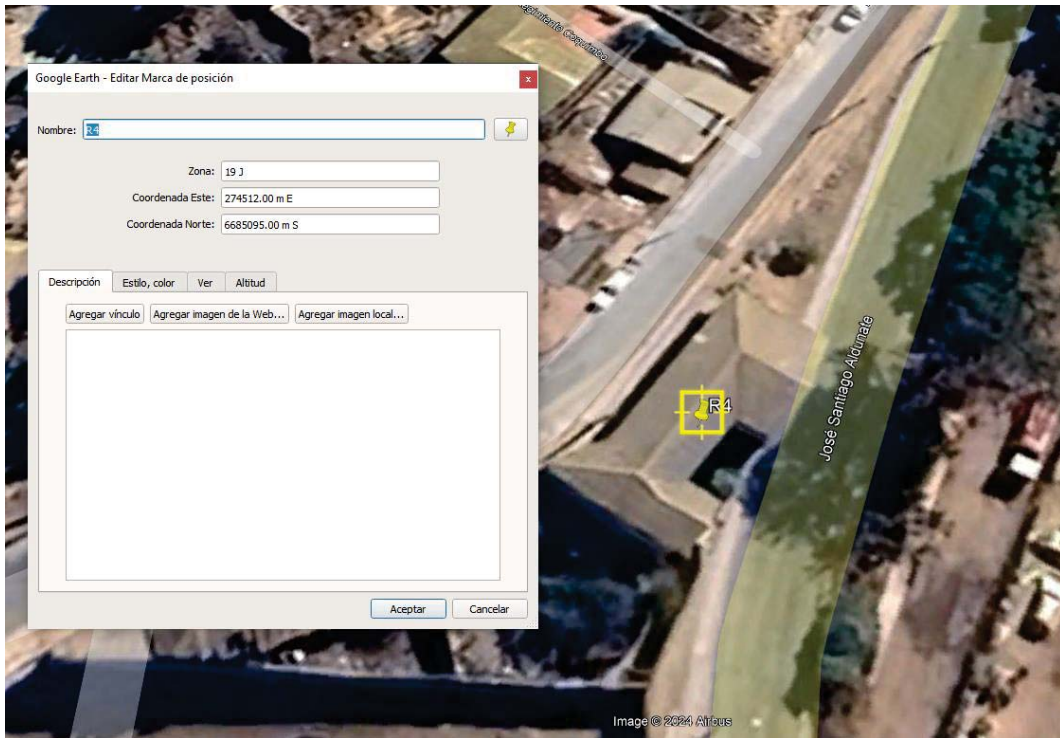 Google Earth - Editar Marca de posición
x
Nombre: R4
Zona: 19 J
Coordenada Este: 274512.00 m E
Coordenada Norte: 6685095.00 m S
Descripción Estilo, color Ver Altitud
Agregar vínculo Agregar imagen de la Web... Agregar imagen local...
Aceptar Cancelar
Coquimbo
R4
José Santiago Aldunate
Image © 2024 Airbus